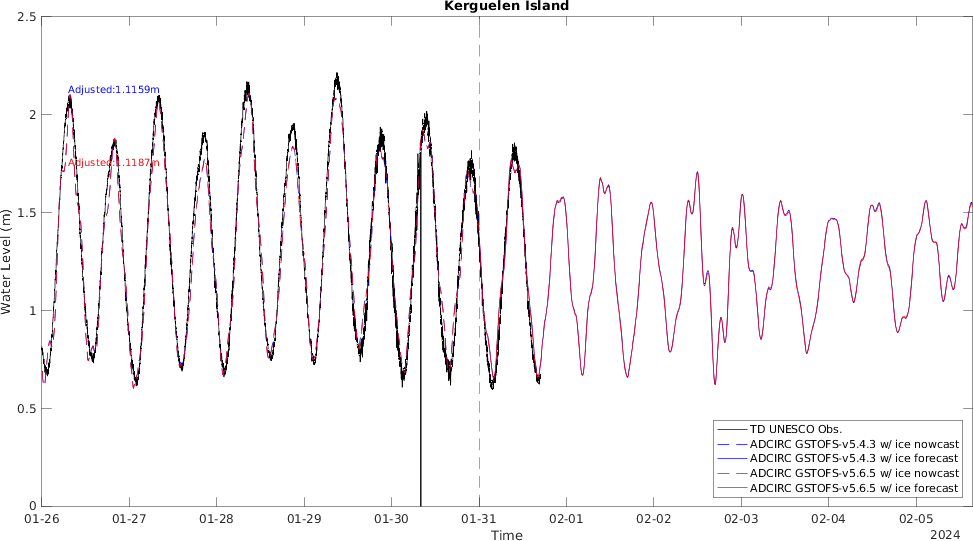 Kerguelen Island
2.5
Adjusted:1.1159m
2
Adjusted:1.1187m
1.5
Water Level (m)
1
0.5
TD UNESCO Obs.
ADCIRC GSTOFS-v5.4.3 w/ ice nowcast
ADCIRC GSTOFS-v5.4.3 w/ ice forecast
ADCIRC GSTOFS-v5.6.5 w/ ice nowcast
ADCIRC GSTOFS-v5.6.5 w/ ice forecast
0
01-26 01-27 01-28 01-29 01-30 01-31 02-01 02-02 02-03 02-04 02-05
Time
2024